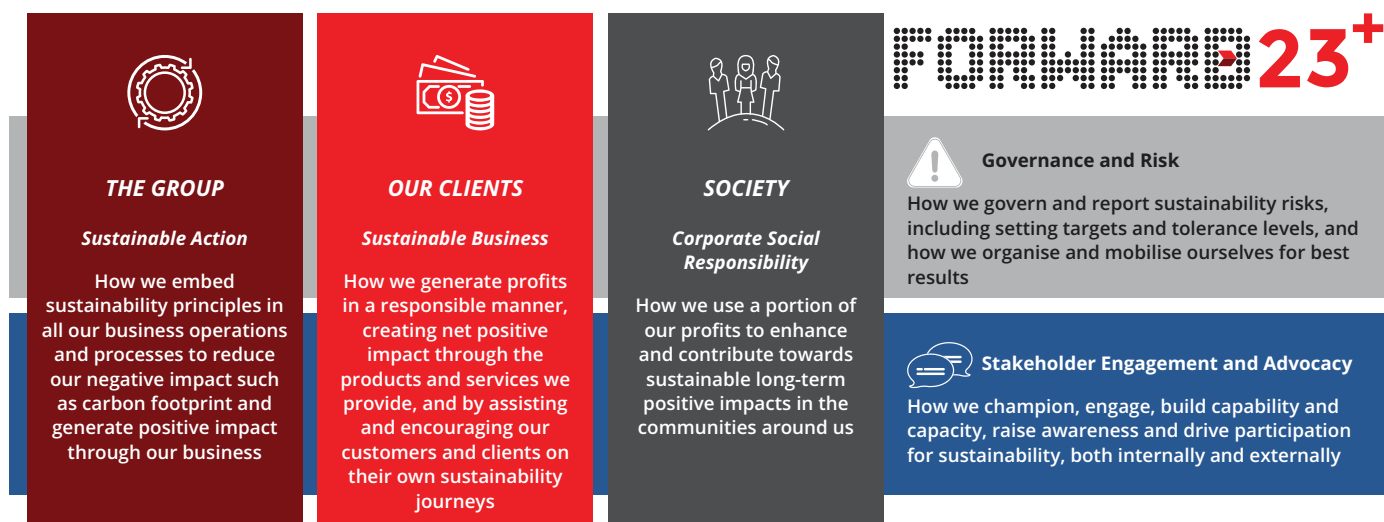 THE GROUP
Sustainable Action
How we embed
sustainability principles in
all our business operations
and processes to reduce
our negative impact such
as carbon footprint and
generate positive impact
through our business
$
OUR CLIENTS
Sustainable Business
How we generate profits
in a responsible manner,
creating net positive
impact through the
products and services we
provide, and by assisting
and encouraging our
customers and clients on
their own sustainability
journeys
SOCIETY
Corporate Social
Responsibility
How we use a portion of
our profits to enhance
and contribute towards
sustainable long-term
positive impacts in the
communities around us
FORWARD23+
!
Governance and Risk
How we govern and report sustainability risks,
including setting targets and tolerance levels, and
how we organise and mobilise ourselves for best
results
Stakeholder Engagement and Advocacy
How we champion, engage, build capability and
capacity, raise awareness and drive participation
for sustainability, both internally and externally